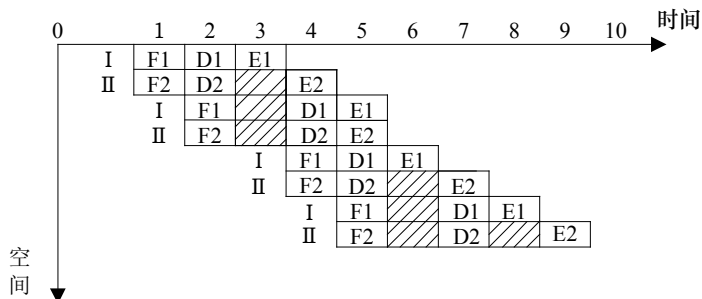 0 1 2 3 4 5 6 7 8 9 10 时间
I F1 D1 E1
II F2 D2 E2
I F1 D1 E1
II F2 D2 E2
I F1 D1 E1
II F2 D2 E2
I F1 D1 E1
II F2 D2 E2
空
间